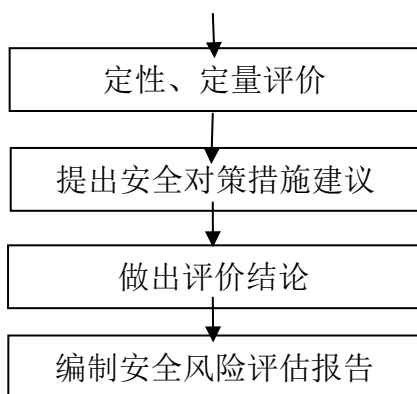 定性、定量评价
提出安全对策措施建议
做出评价结论
编制安全风险评估报告